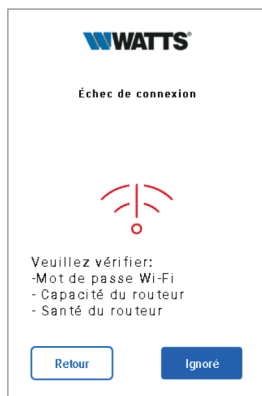 WATTS®
Échec de connexion
Veuillez vérifier:
-Mot de passe Wi-Fi
- Capacité du routeur
- Santé du routeur
Retour
Ignoré